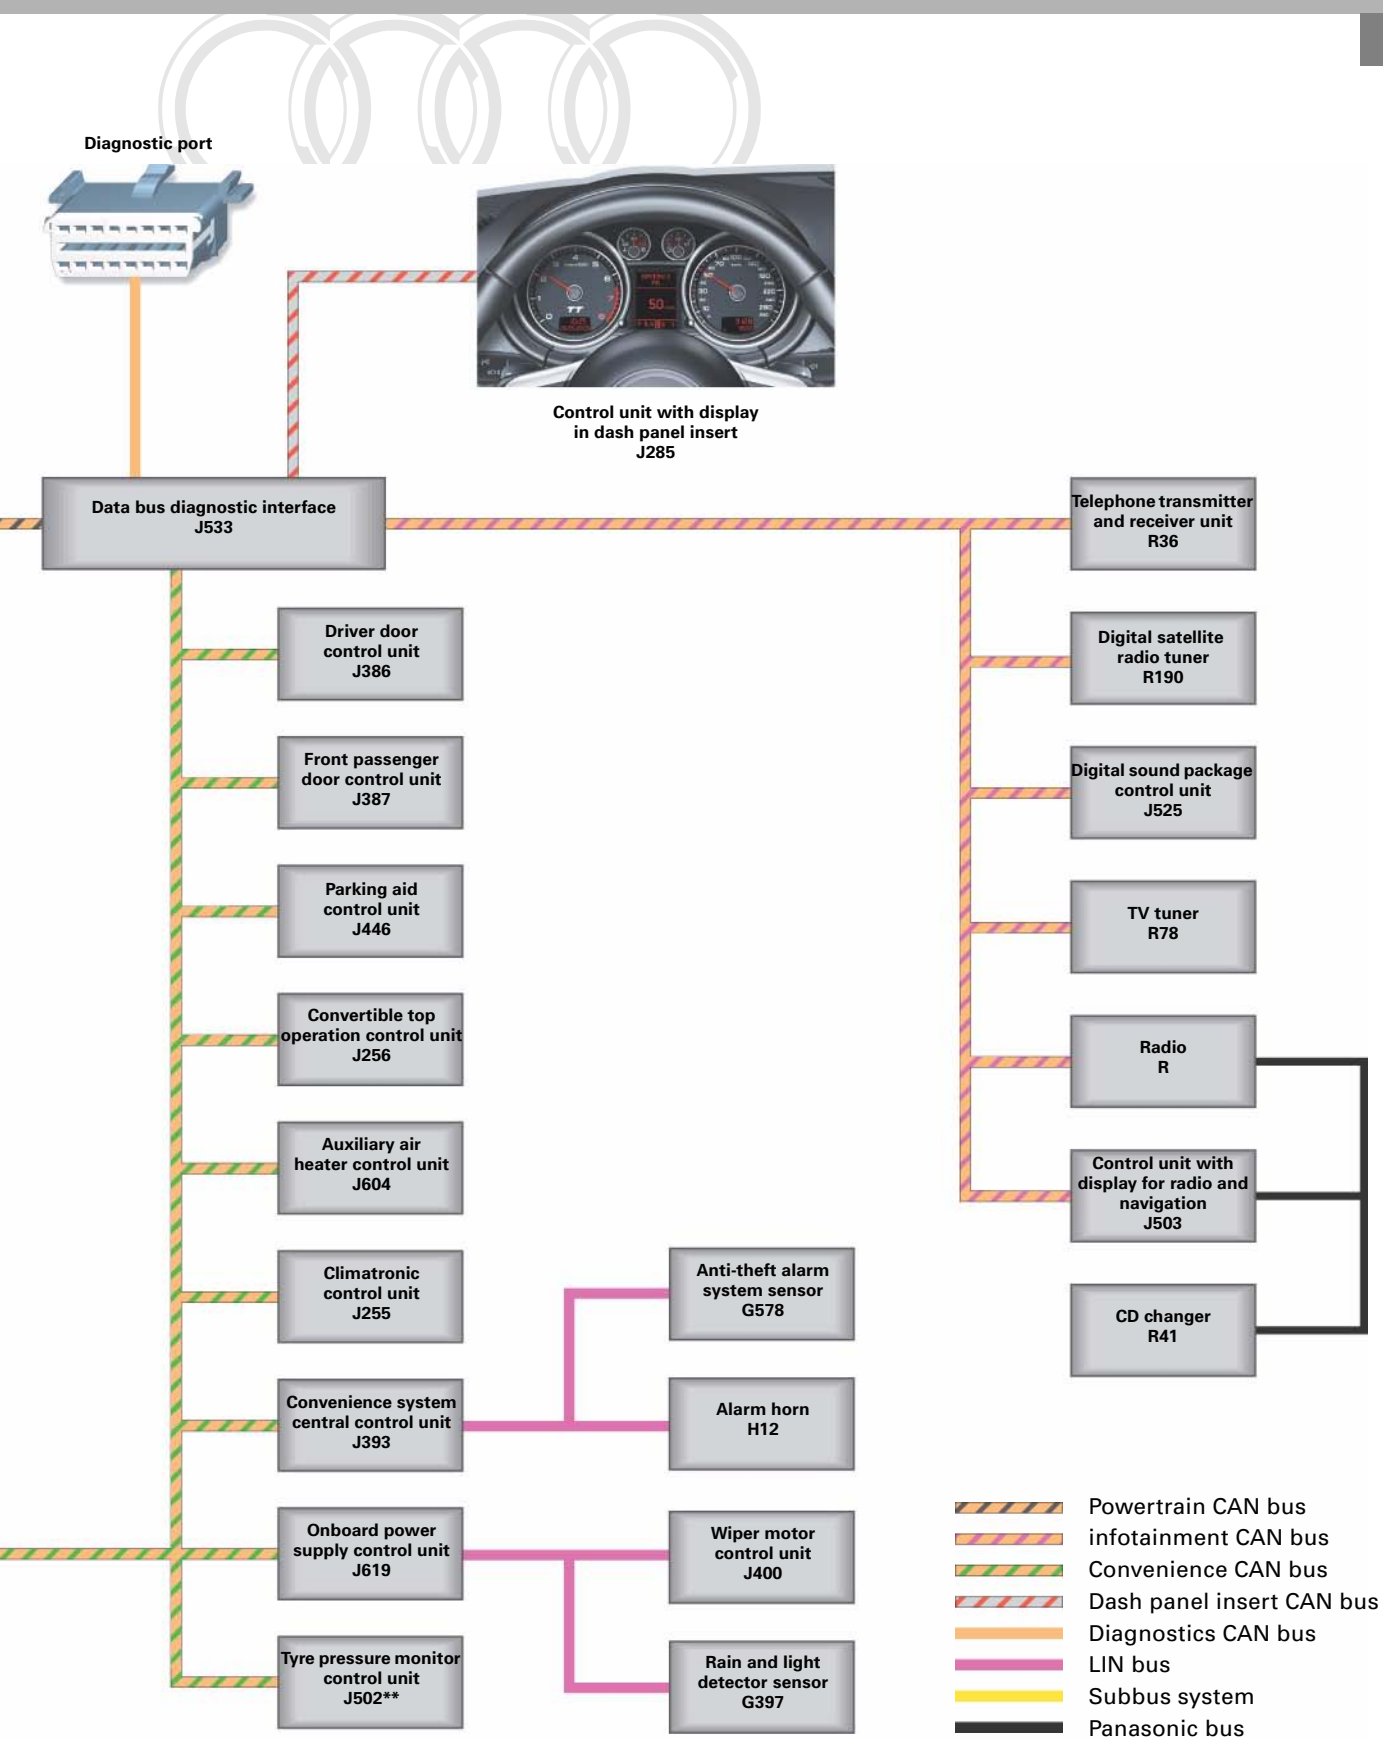 Diagnostic port
Control unit with display
in dash panel insert
J285
Data bus diagnostic interface
J533
Telephone transmitter
and receiver unit
R36
Driver door
control unit
J386
Digital satellite
radio tuner
R190
Front passenger
door control unit
J387
Digital sound package
control unit
J525
Parking aid
control unit
J446
TV tuner
R78
Convertible top
operation control unit
J256
Radio
R
Auxiliary air
heater control unit
J604
Control unit with
display for radio and
navigation
J503
Climatronic
control unit
J255
Anti-theft alarm
system sensor
G578
CD changer
R41
Convenience system
central control unit
J393
Alarm horn
H12
Onboard power
supply control unit
J619
Wiper motor
control unit
J400
Tyre pressure monitor
control unit
J502**
Rain and light
detector sensor
G397
Powertrain CAN bus
infotainment CAN bus
Convenience CAN bus
Dash panel insert CAN bus
Diagnostics CAN bus
LIN bus
Subbus system
Panasonic bus
TT
50